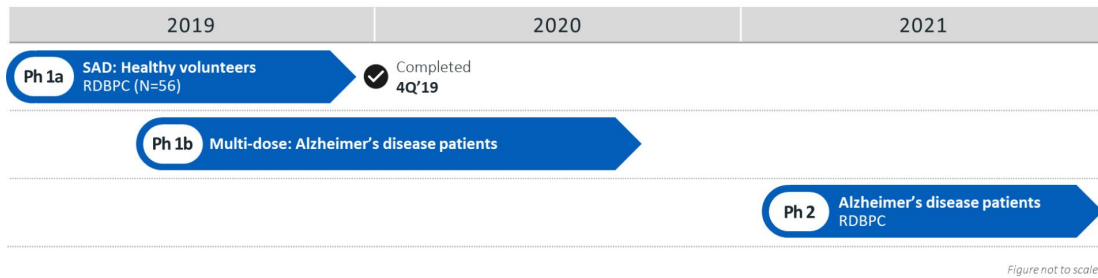 2019 2020 2021
Ph 1a
SAD: Healthy volunteers
RDBPC (N=56)
Completed
4Q’19
Ph 1b
Multi-dose: Alzheimer’s disease patients
Ph 2
Alzheimer’s disease patients
RDBPC
Figure not to scale